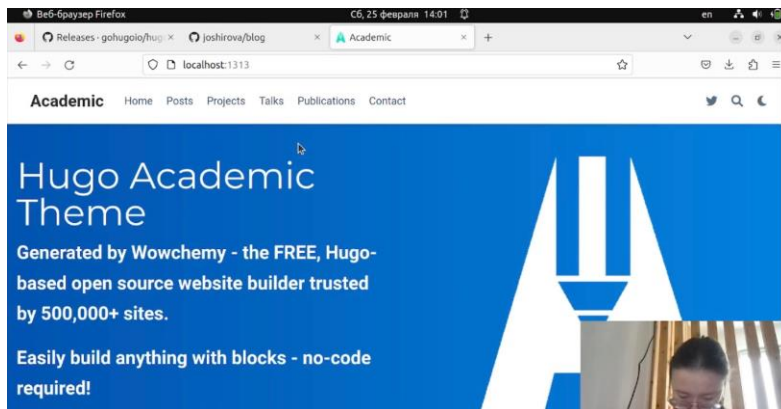 Веб-браузер Firefox
Сб, 25 февраля 14:01
en
Releases · gohugoio/hug
joshirova/blog
Academic
localhost:1313
Academic
Home Posts Projects Talks Publications Contact
Hugo Academic
Theme
Generated by Wowchemy - the FREE, Hugo-
based open source website builder trusted
by 500,000+ sites.
Easily build anything with blocks - no-code
required!